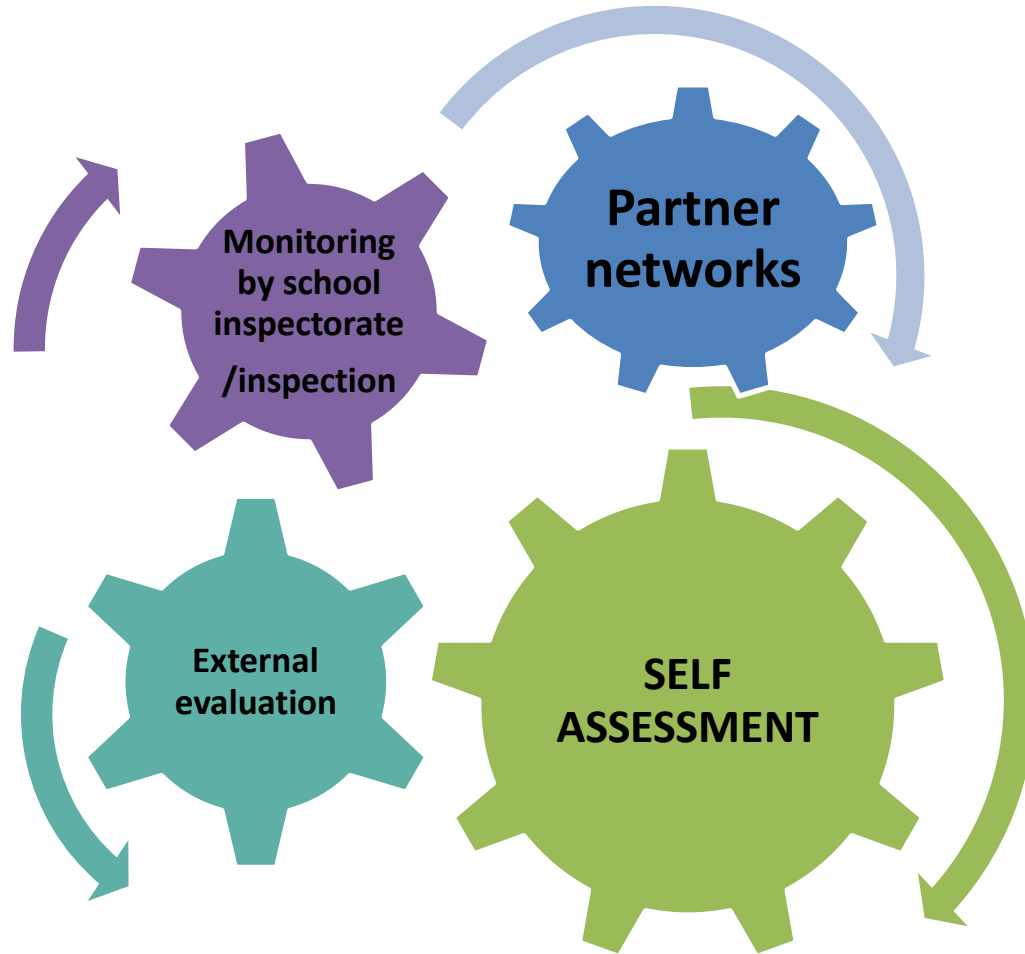 Monitoring
by school
inspectorate
/inspection
Partner
networks
External
evaluation
SELF
ASSESSMENT